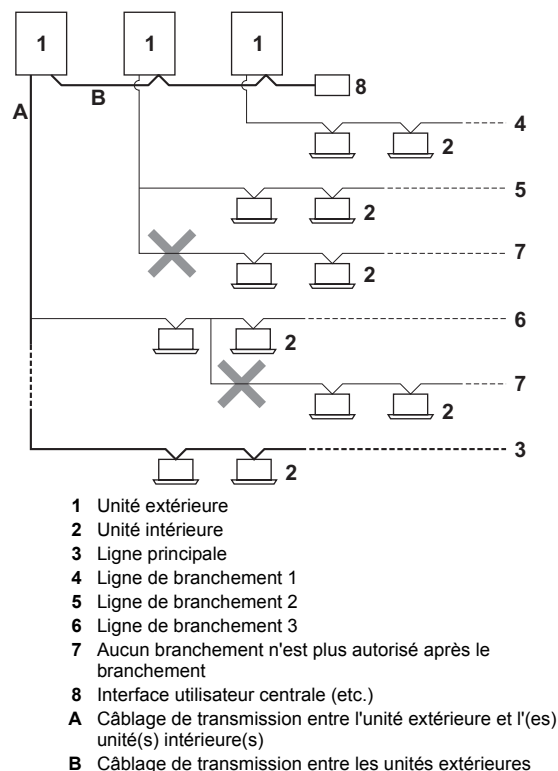 1 1 1
8
A B
4
2
5
2
7
2
6
2
7
2
3
2
1 Unité extérieure
2 Unité intérieure
3 Ligne principale
4 Ligne de branchement 1
5 Ligne de branchement 2
6 Ligne de branchement 3
7 Aucun branchement n'est plus autorisé après le
branchement
8 Interface utilisateur centrale (etc.)
A Câblage de transmission entre l'unité extérieure et l'(es)
unité(s) intérieure(s)
B Câblage de transmission entre les unités extérieures